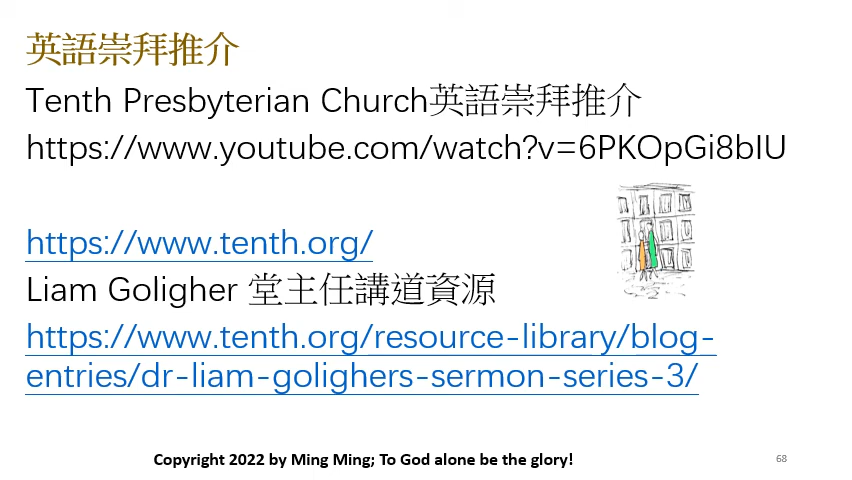 英語崇拜推介
Tenth Presbyterian Church英語崇拜推介
https://www.youtube.com/watch?v=6PKOpGi8bIU
https://www.tenth.org/
Liam Goligher 堂主任講道資源
https://www.tenth.org/resource-library/blog-
entries/dr-liam-golighers-sermon-series-3/
Copyright 2022 by Ming Ming; To God alone be the glory!
68